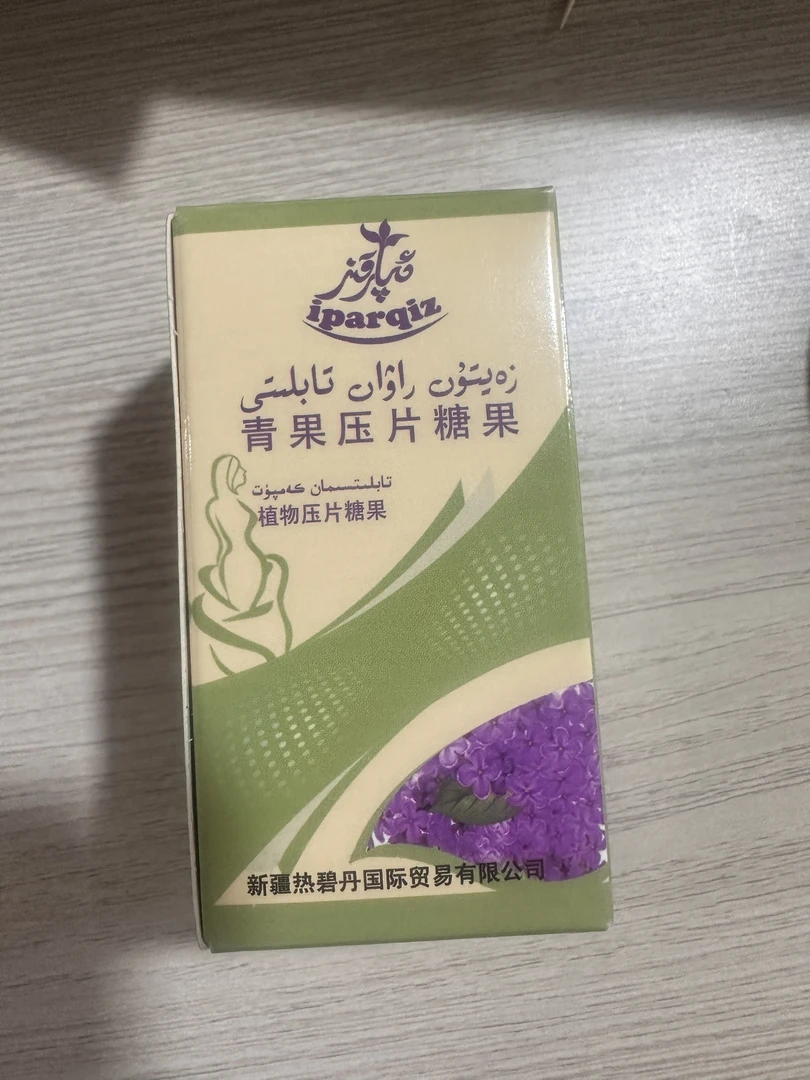 ئىپارقىز
iparqiz
زەيتۇن راۋان تابلىتى
青果压片糖果
تابلىتسىمان كەمپۈت
植物压片糖果
新疆热碧丹国际贸易有限公司